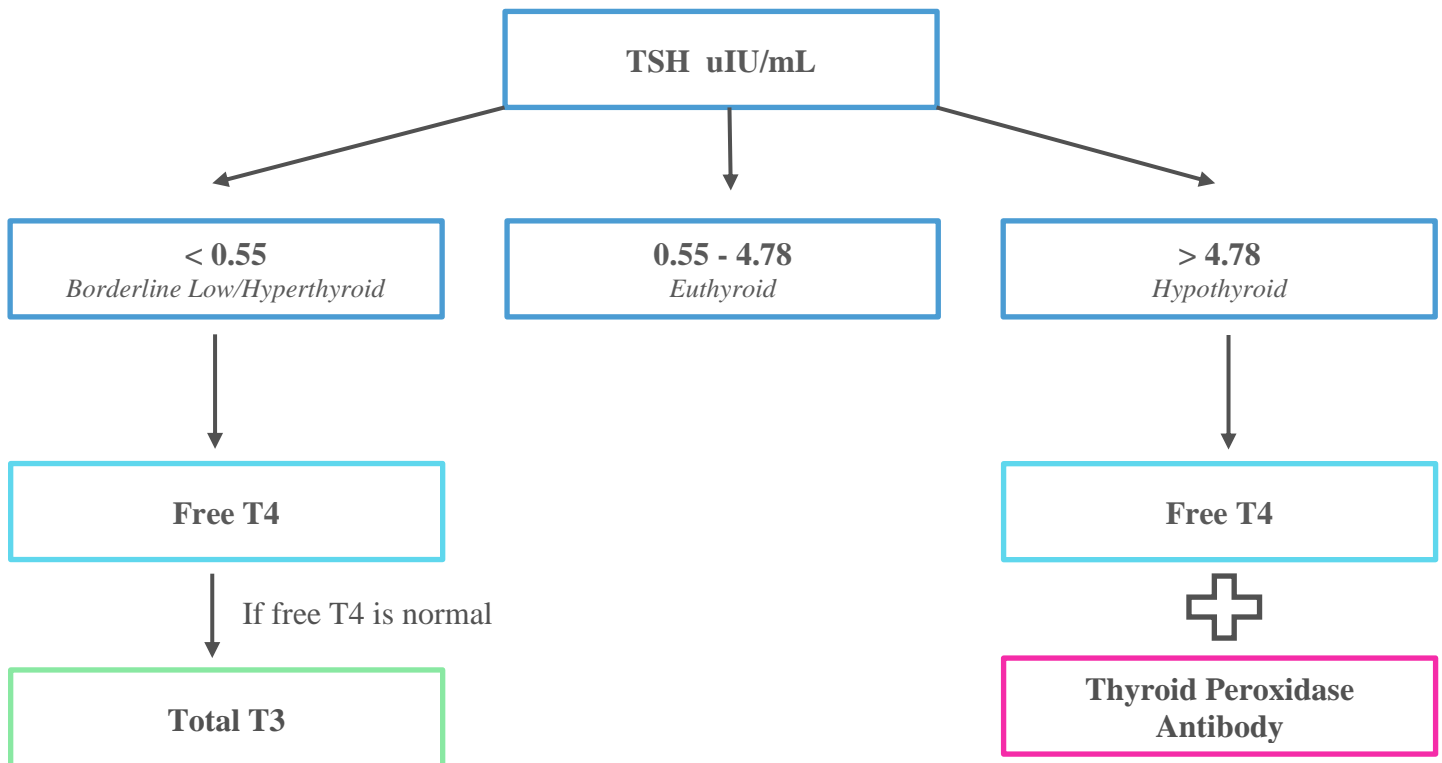 TSH  uIU/mL
< 0.55
Borderline Low/Hyperthyroid
0.55 - 4.78
Euthyroid
> 4.78
Hypothyroid
Free T4
Free T4
If free T4 is normal
Total T3
Thyroid Peroxidase
Antibody